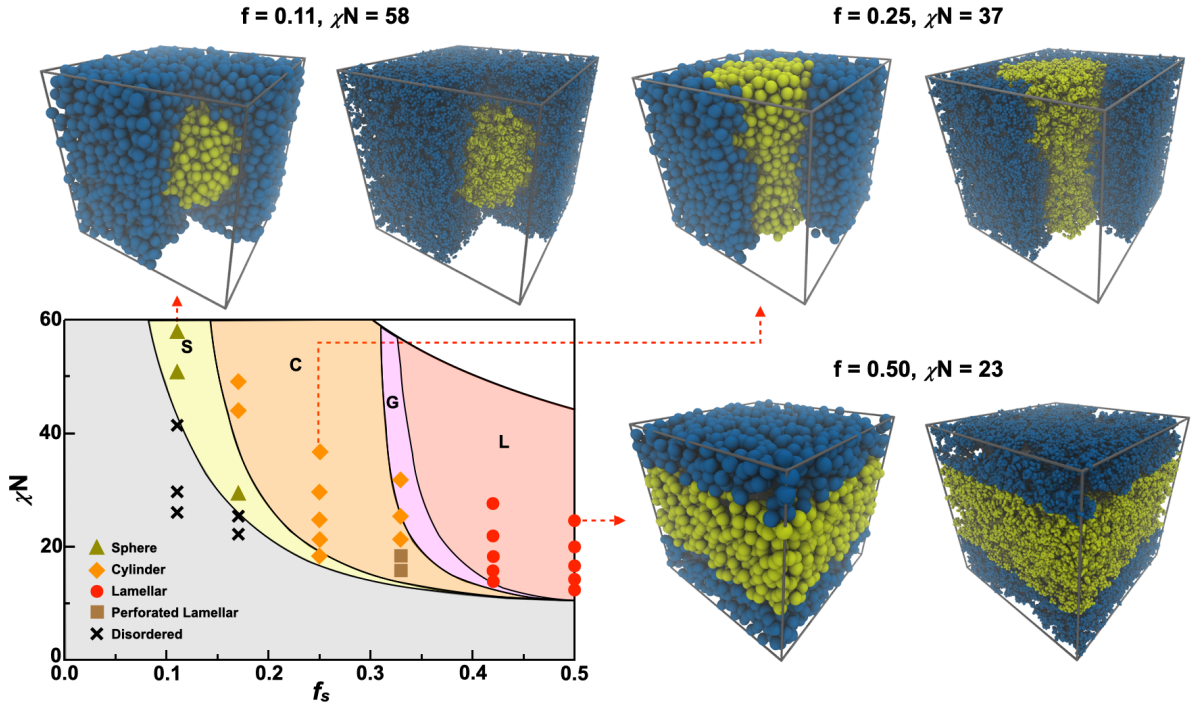 f = 0.11, χN = 58
f = 0.25, χN = 37
60
S
C
G
L
f = 0.50, χN = 23
40
χN
20
Sphere
Cylinder
Lamellar
Perforated Lamellar
Disordered
0
0.0
0.1
0.2
0.3
0.4
0.5
fs